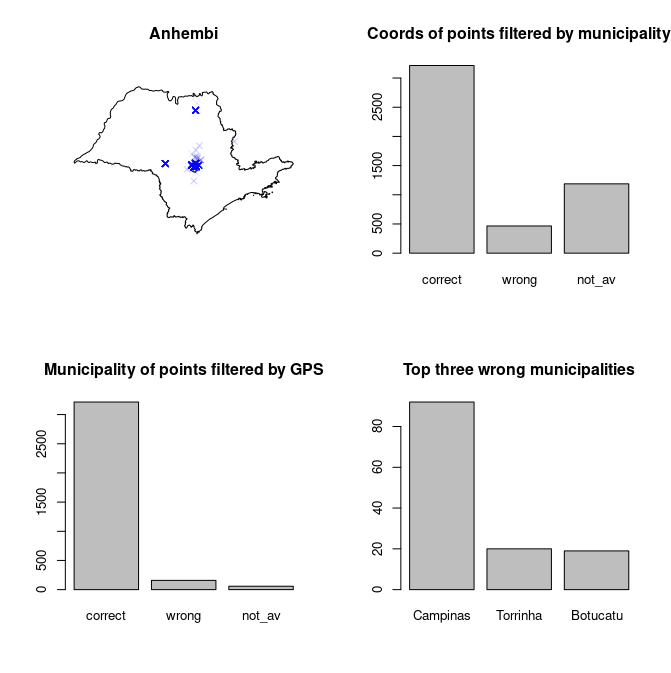 Anhembi
Coords of points filtered by municipality
2500
1500
500
0
correct wrong not_av
Municipality of points filtered by GPS
2500
1500
500
0
correct wrong not_av
Top three wrong municipalities
80
60
40
20
0
Campinas Torrinha Botucatu